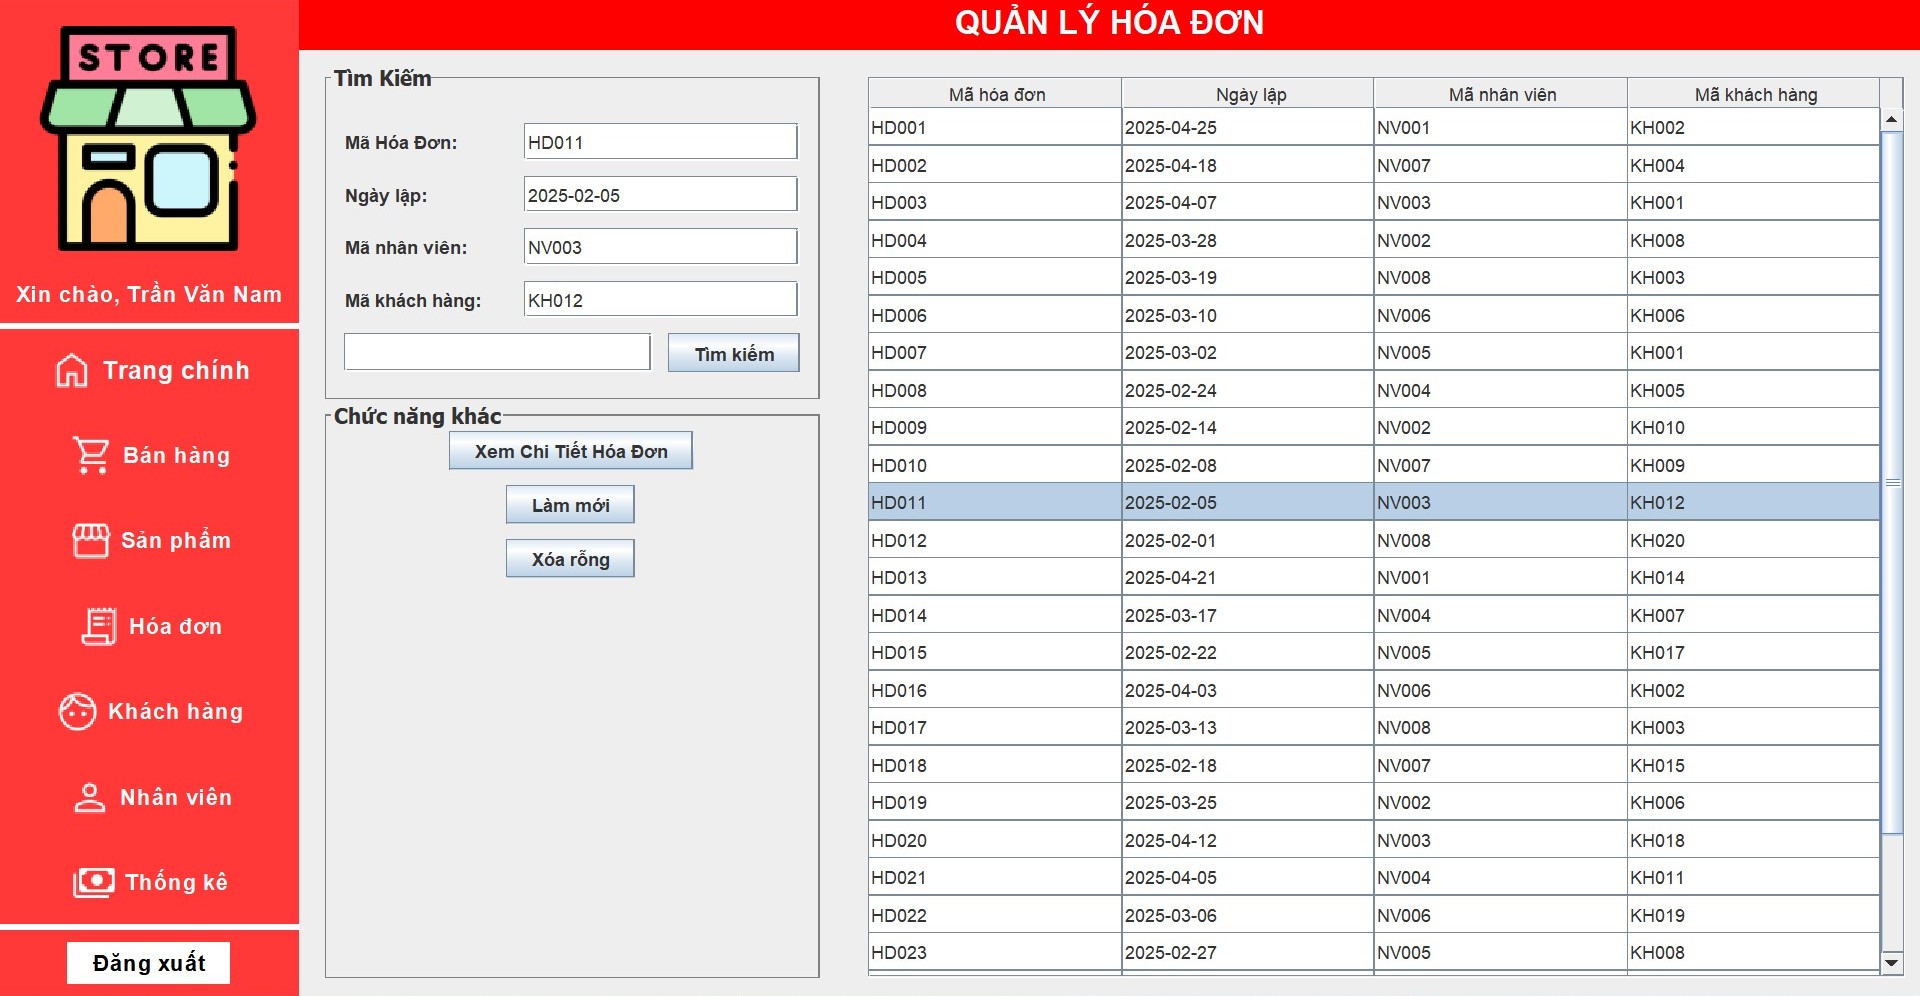 STORE
Xin chào, Trần Văn Nam
Trang chính
Bán hàng
Sản phẩm
Hóa đơn
Khách hàng
Nhân viên
Thống kê
Đăng xuất
QUẢN LÝ HÓA ĐƠN
Tìm Kiếm
Mã Hóa Đơn: HD011
Ngày lập: 2025-02-05
Mã nhân viên: NV003
Mã khách hàng: KH012
Tìm kiếm
Chức năng khác
Xem Chi Tiết Hóa Đơn
Làm mới
Xóa rỗng
Mã hóa đơn Ngày lập Mã nhân viên Mã khách hàng
HD001 2025-04-25 NV001 KH002
HD002 2025-04-18 NV007 KH004
HD003 2025-04-07 NV003 KH001
HD004 2025-03-28 NV002 KH008
HD005 2025-03-19 NV008 KH003
HD006 2025-03-10 NV006 KH006
HD007 2025-03-02 NV005 KH001
HD008 2025-02-24 NV004 KH005
HD009 2025-02-14 NV002 KH010
HD010 2025-02-08 NV007 KH009
HD011 2025-02-05 NV003 KH012
HD012 2025-02-01 NV008 KH020
HD013 2025-04-21 NV001 KH014
HD014 2025-03-17 NV004 KH007
HD015 2025-02-22 NV005 KH017
HD016 2025-04-03 NV006 KH002
HD017 2025-03-13 NV008 KH003
HD018 2025-02-18 NV007 KH015
HD019 2025-03-25 NV002 KH006
HD020 2025-04-12 NV003 KH018
HD021 2025-04-05 NV004 KH011
HD022 2025-03-06 NV006 KH019
HD023 2025-02-27 NV005 KH008